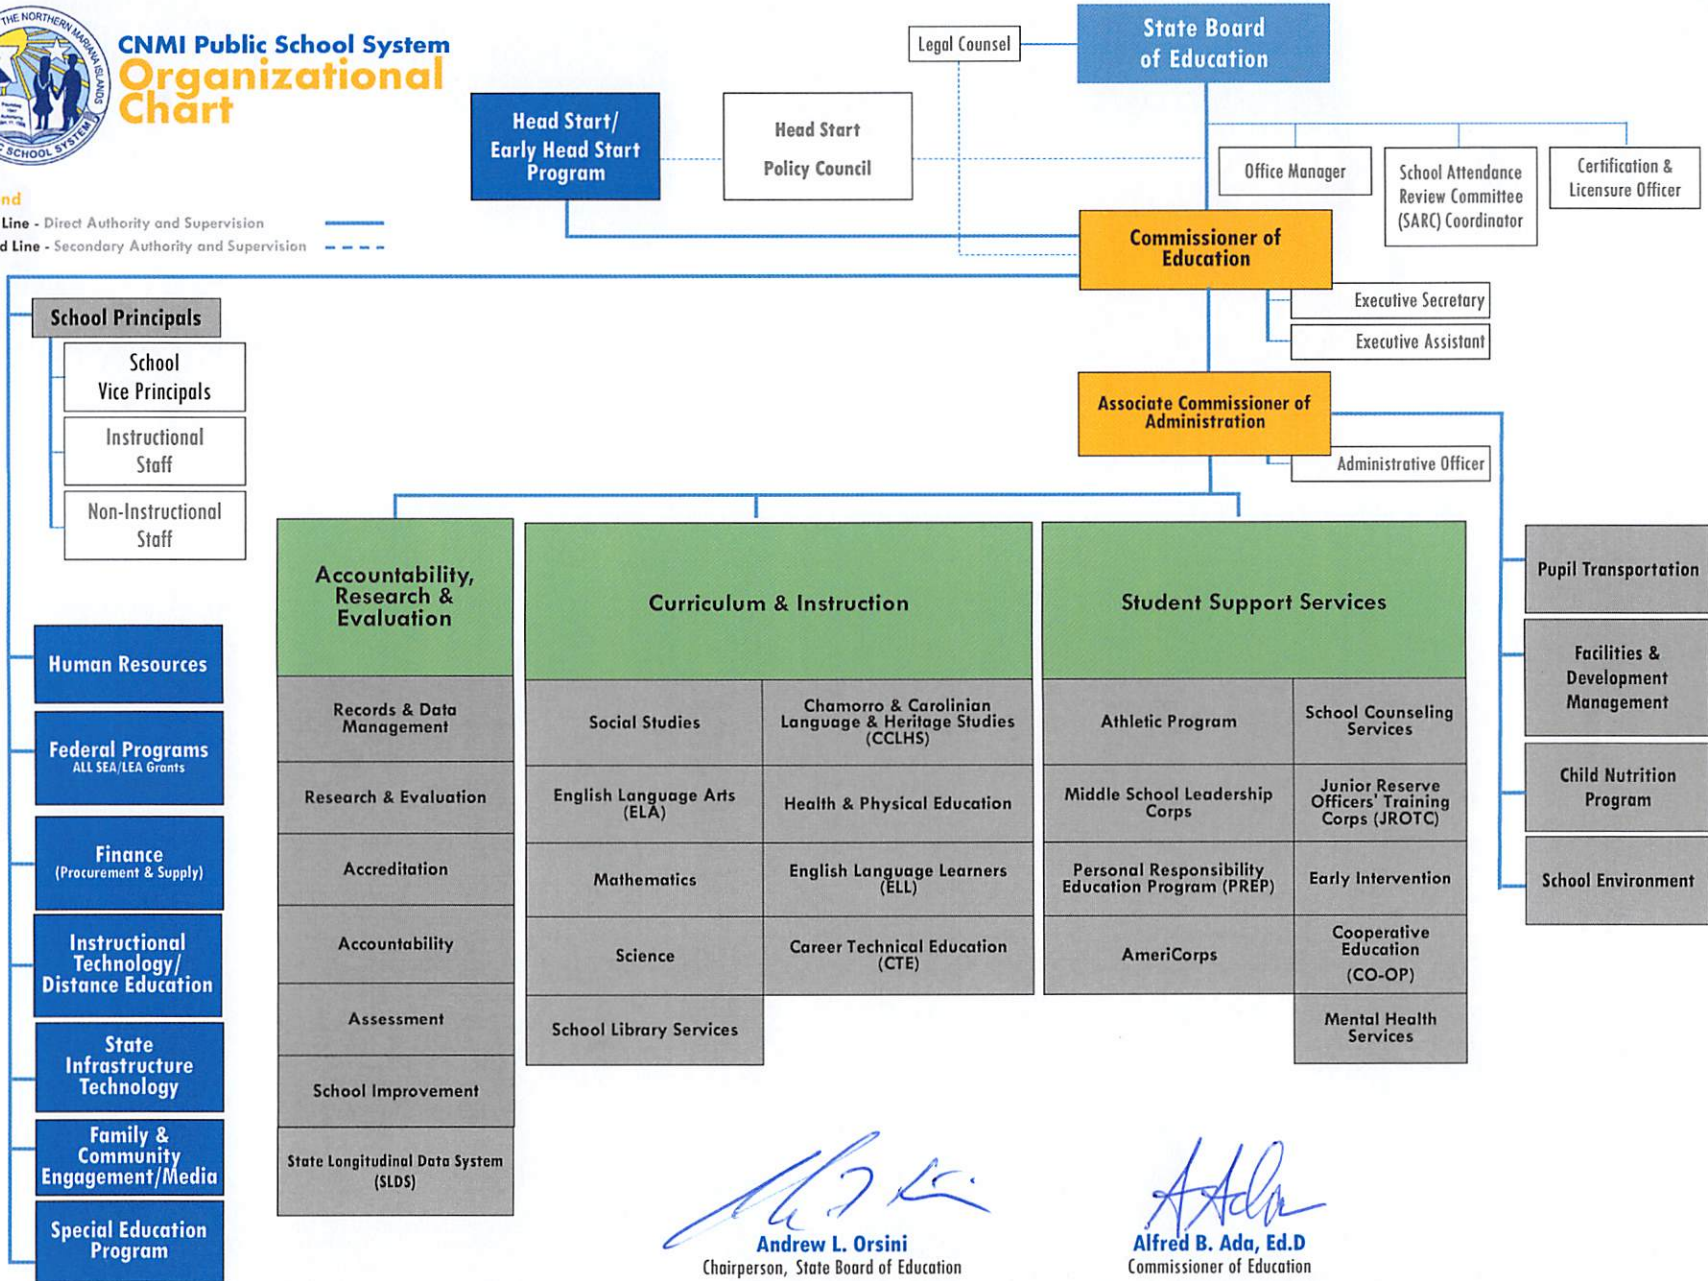 THE NORTHERN MARIANA ISLANDS
SCHOOL SYSTEM
CNMI Public School System
Organizational
Chart
nd
Line - Direct Authority and Supervision
d Line - Secondary Authority and Supervision
Legal Counsel
State Board
of Education
Head Start/
Early Head Start
Program
Head Start
Policy Council
Office Manager
School Attendance
Review Committee
(SARC) Coordinator
Certification &
Licensure Officer
Commissioner of
Education
Executive Secretary
Executive Assistant
School Principals
School
Vice Principals
Instructional
Staff
Non-Instructional
Staff
Associate Commissioner of
Administration
Administrative Officer
Human Resources
Federal Programs
ALL SEA/LEA Grants
Finance
(Procurement & Supply)
Instructional
Technology/
Distance Education
State
Infrastructure
Technology
Family &
Community
Engagement/Media
Special Education
Program
Accountability,
Research &
Evaluation
Records & Data
Management
Research & Evaluation
Accreditation
Accountability
Assessment
School Improvement
State Longitudinal Data System
(SLDS)
Curriculum & Instruction
Social Studies
Chamorro & Carolinian
Language & Heritage Studies
(CCLHS)
English Language Arts
(ELA)
Health & Physical Education
Mathematics
English Language Learners
(ELL)
Science
Career Technical Education
(CTE)
School Library Services
Student Support Services
Athletic Program
School Counseling
Services
Middle School Leadership
Corps
Junior Reserve
Officers' Training
Corps (JROTC)
Personal Responsibility
Education Program (PREP)
Early Intervention
AmeriCorps
Cooperative
Education
(CO-OP)
Mental Health
Services
Pupil Transportation
Facilities &
Development
Management
Child Nutrition
Program
School Environment
Andrew L. Orsini
Chairperson, State Board of Education
Alfred B. Ada, Ed.D
Commissioner of Education